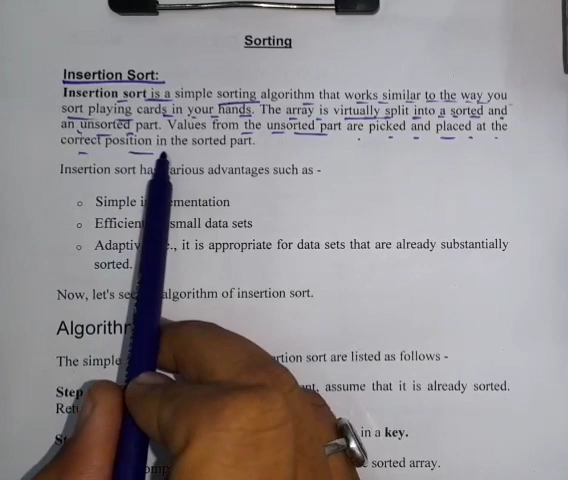 Sorting
Insertion Sort:
Insertion sort is a simple sorting algorithm that works similar to the way you
sort playing cards in your hands. The array is virtually split into a sorted and
an unsorted part. Values from the unsorted part are picked and placed at the
correct position in the sorted part.
Insertion sort has various advantages such as -
Simple implementation
Efficient small data sets
Adaptive, it is appropriate for data sets that are already substantially
sorted.
Now, let's see algorithm of insertion sort.
Algorithm
The simple insertion sort are listed as follows -
Step assume that it is already sorted.
in a key.
sorted array.